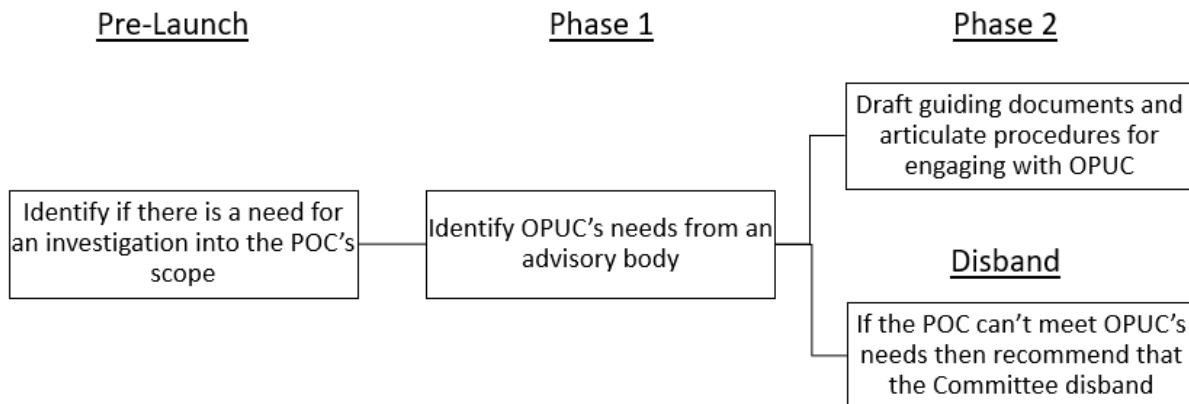 Pre-Launch
Identify if there is a need for
an investigation into the POC's
scope
Phase 1
Identify OPUC's needs from an
advisory body
Phase 2
Draft guiding documents and
articulate procedures for
engaging with OPUC
Disband
If the POC can't meet OPUC's
needs then recommend that
the Committee disband